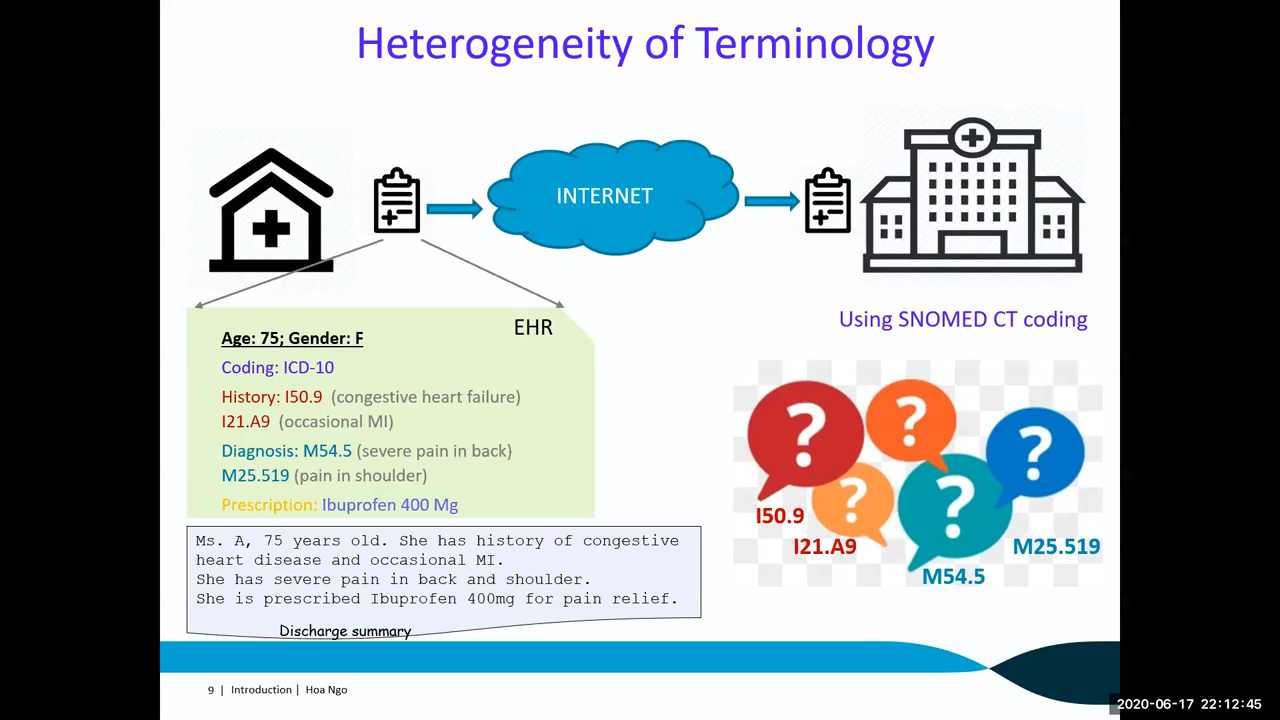 Heterogeneity of Terminology
INTERNET
Using SNOMED CT coding
EHR
Age: 75; Gender: F
Coding: ICD-10
History: I50.9 (congestive heart failure)
I21.A9 (occasional MI)
Diagnosis: M54.5 (severe pain in back)
M25.519 (pain in shoulder)
Prescription: Ibuprofen 400 Mg
? ? ? ? ?
I50.9
I21.A9
M54.5
M25.519
Ms. A, 75 years old. She has history of congestive
heart disease and occasional MI.
She has severe pain in back and shoulder.
She is prescribed Ibuprofen 400mg for pain relief.
Discharge summary
9 | Introduction | Hoa Ngo
2020-06-17 22:12:45